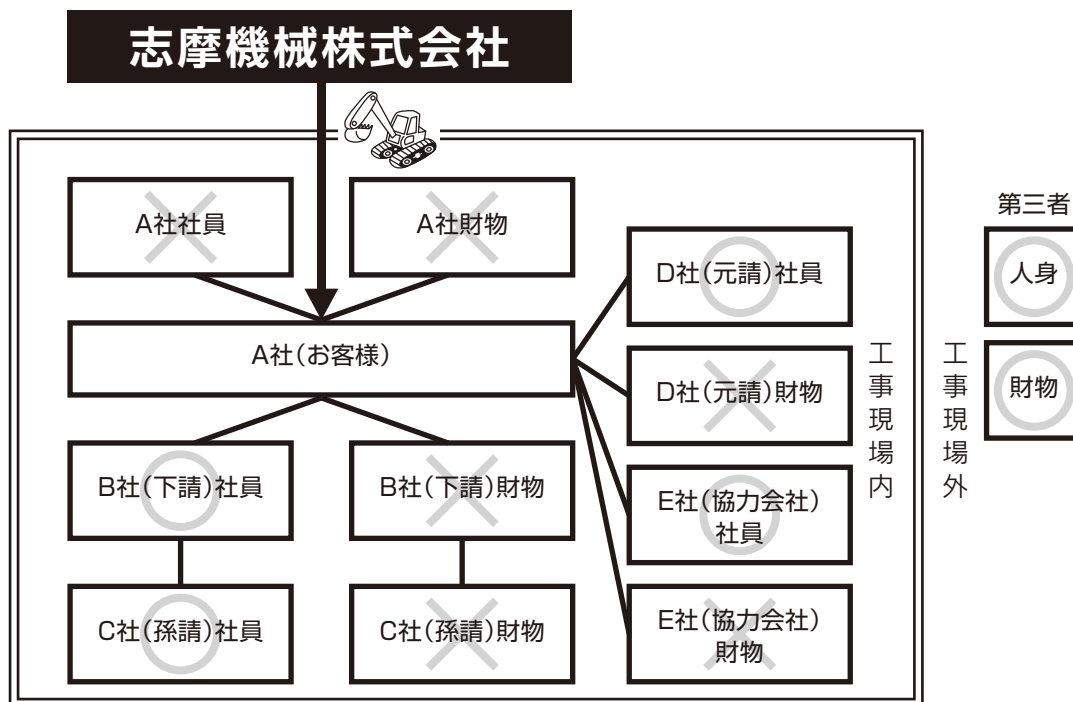 志摩機械株式会社
A社社員
A社財物
A社(お客様)
B社(下請)社員
B社(下請)財物
C社(孫請)社員
C社(孫請)財物
D社(元請)社員
D社(元請)財物
E社(協力会社)
社員
E社(協力会社)
財物
工事現場内
工事現場外
第三者
人身
財物